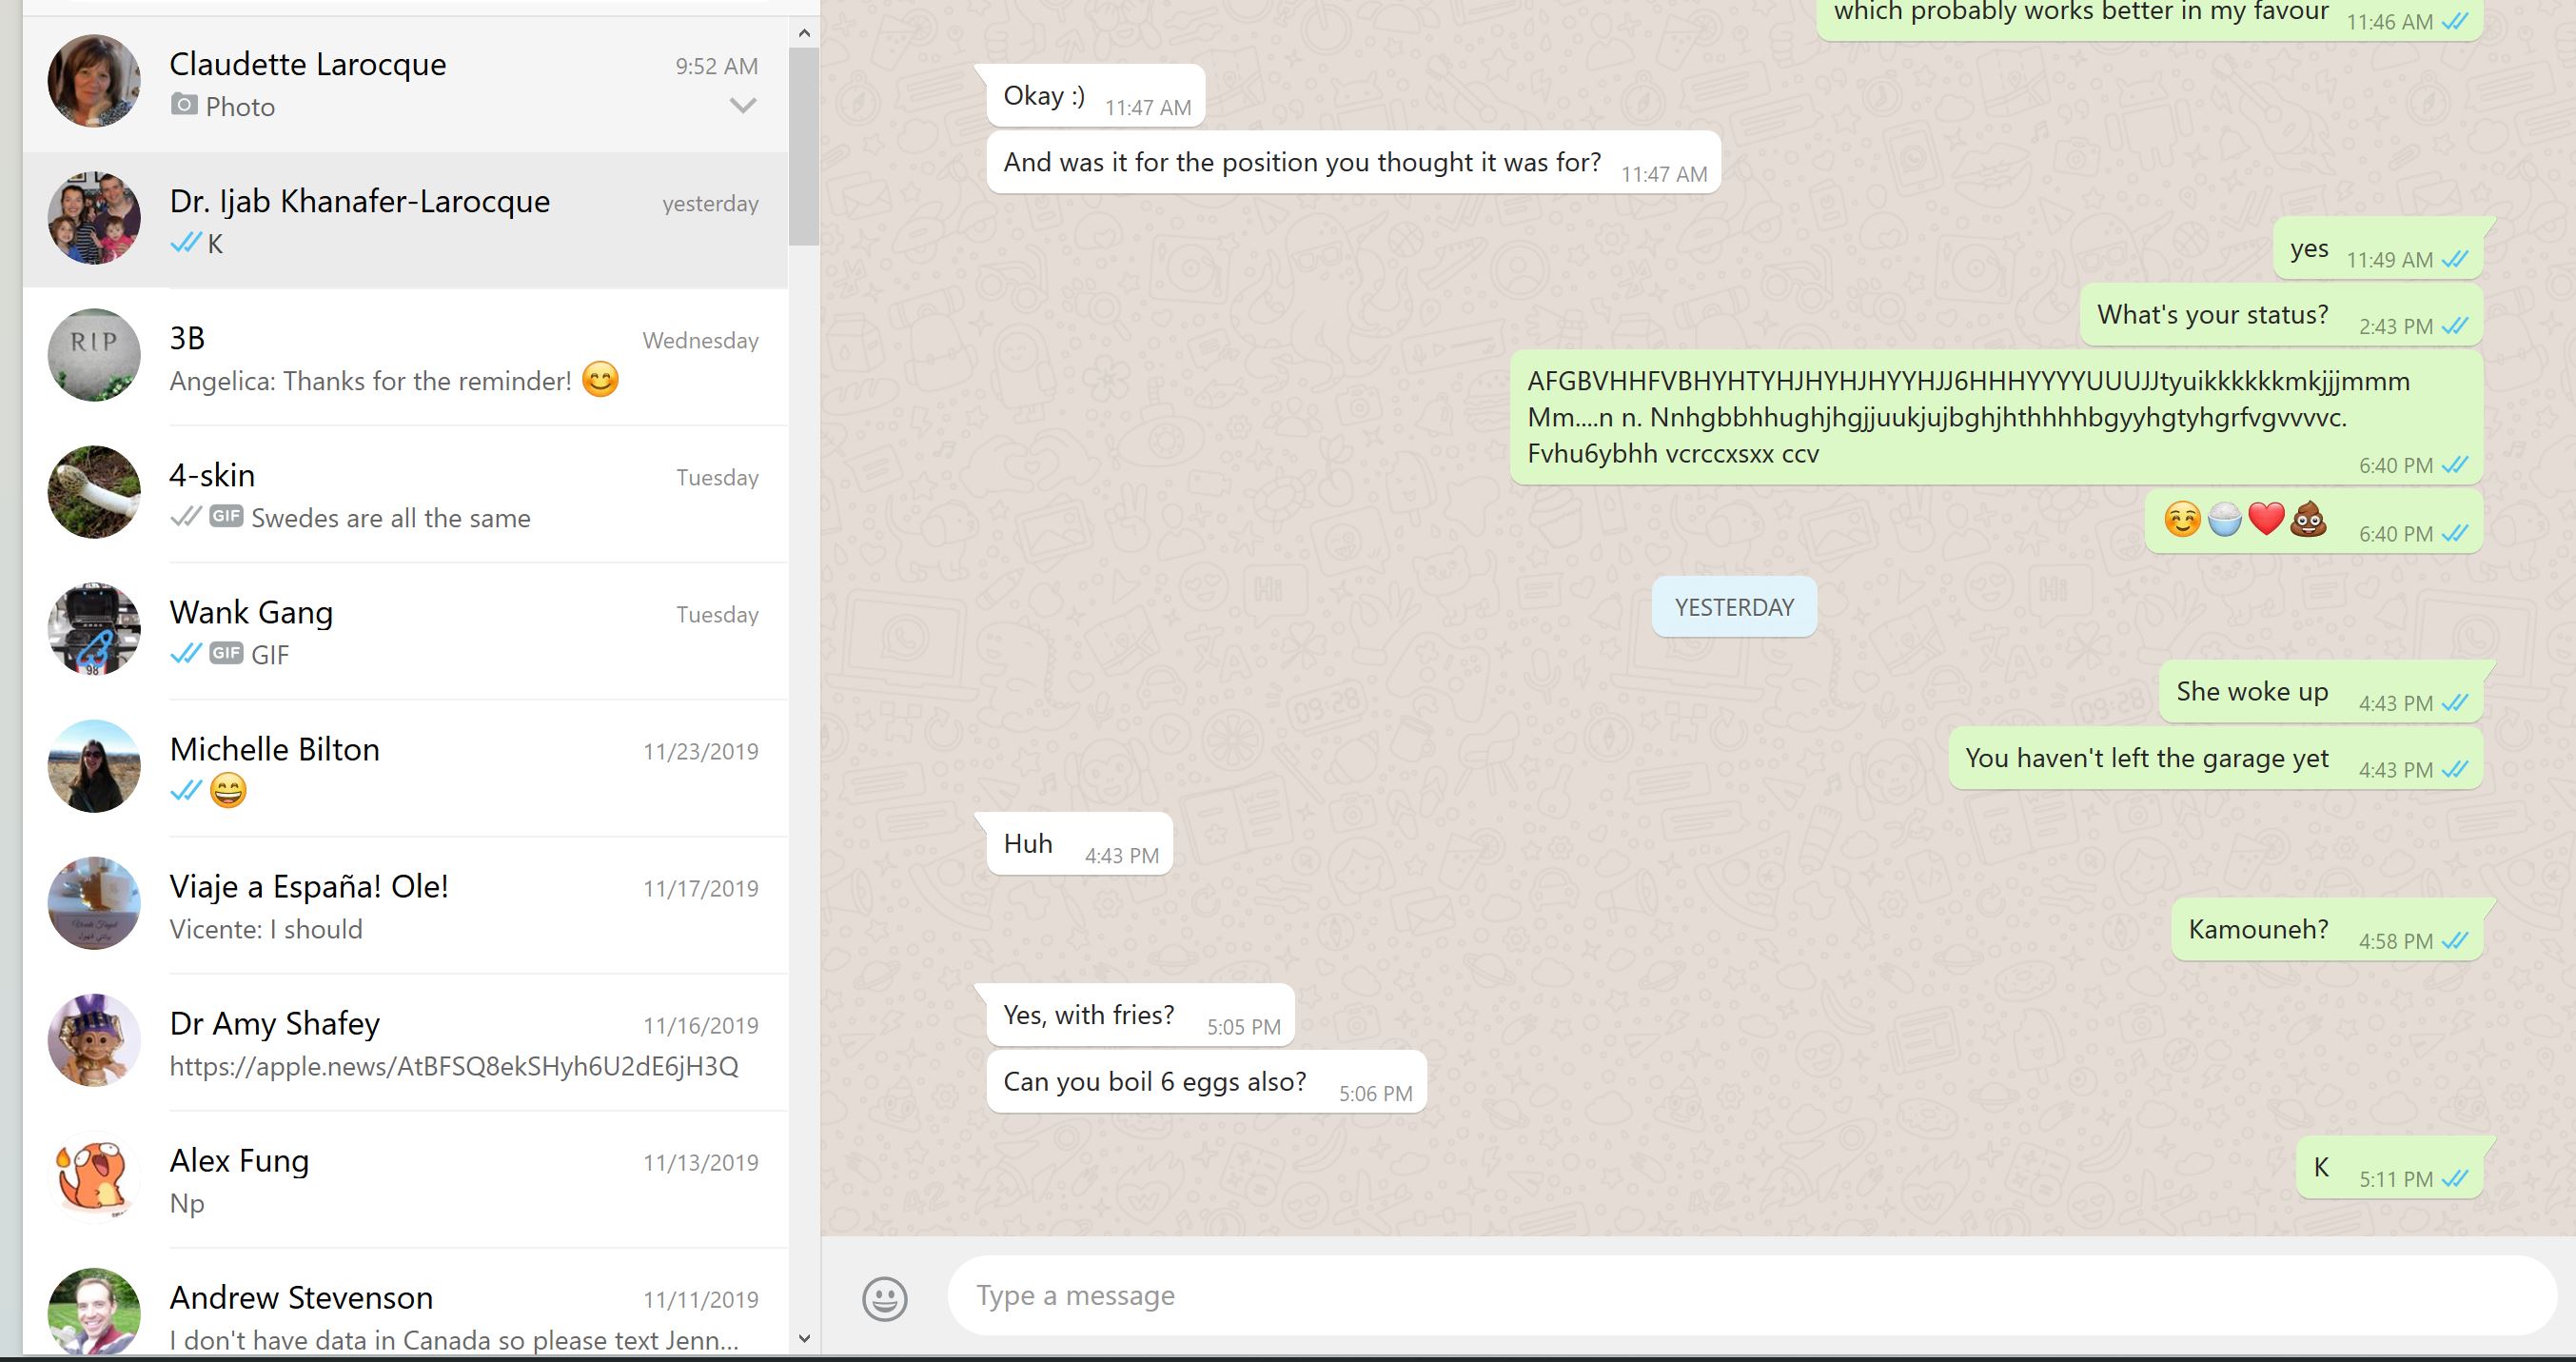 Claudette Larocque 9:52 AM
Photo
Dr. Ijab Khanafer-Larocque yesterday
K
RIP
3B Wednesday
Angelica: Thanks for the reminder! 😊
4-skin Tuesday
GIF Swedes are all the same
Wank Gang Tuesday
GIF GIF
98
Michelle Bilton 11/23/2019
😄
Viaje a España! Ole! 11/17/2019
Vicente: I should
Dr Amy Shafey 11/16/2019
https://apple.news/AtBFSQ8ekSHyh6U2dE6jH3Q
Alex Fung 11/13/2019
Np
Andrew Stevenson 11/11/2019
I don't have data in Canada so please text Jenn...
which probably works better in my favour 11:46 AM
Okay :) 11:47 AM
And was it for the position you thought it was for? 11:47 AM
yes 11:49 AM
What's your status? 2:43 PM
AFGBVHHFVBHYHTYHJHYHJHYYHJJ6HHHYYYYUUUJJtyuikkkkkkmkjjjmmm
Mm....n n. Nnhgbbhhughjhgjjuukjujbghjhthhhhbgyyhgtyhgrfvgvvvvc.
Fvhu6ybhh vcrccxsxx ccv 6:40 PM
☺️🍚❤️💩 6:40 PM
YESTERDAY
She woke up 4:43 PM
You haven't left the garage yet 4:43 PM
Huh 4:43 PM
Kamouneh? 4:58 PM
Yes, with fries? 5:05 PM
Can you boil 6 eggs also? 5:06 PM
K 5:11 PM
Type a message